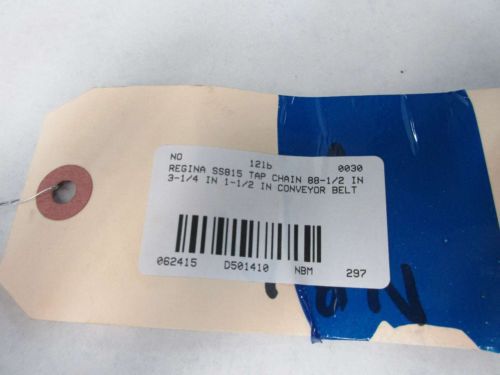 NO 12lb 0030
REGINA SS815 TAP CHAIN 88-1/2 IN
3-1/4 IN 1-1/2 IN CONVEYOR BELT
062415 D501410 NBM 297